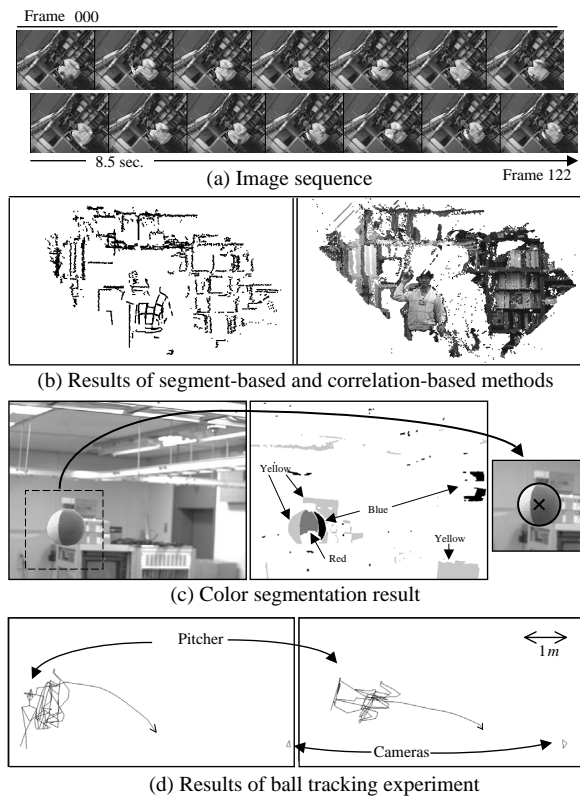 Frame 000
8.5 sec.
Frame 122
(a) Image sequence
(b) Results of segment-based and correlation-based methods
Yellow
Blue
Red
Yellow
(c) Color segmentation result
Pitcher
1m
Cameras
(d) Results of ball tracking experiment